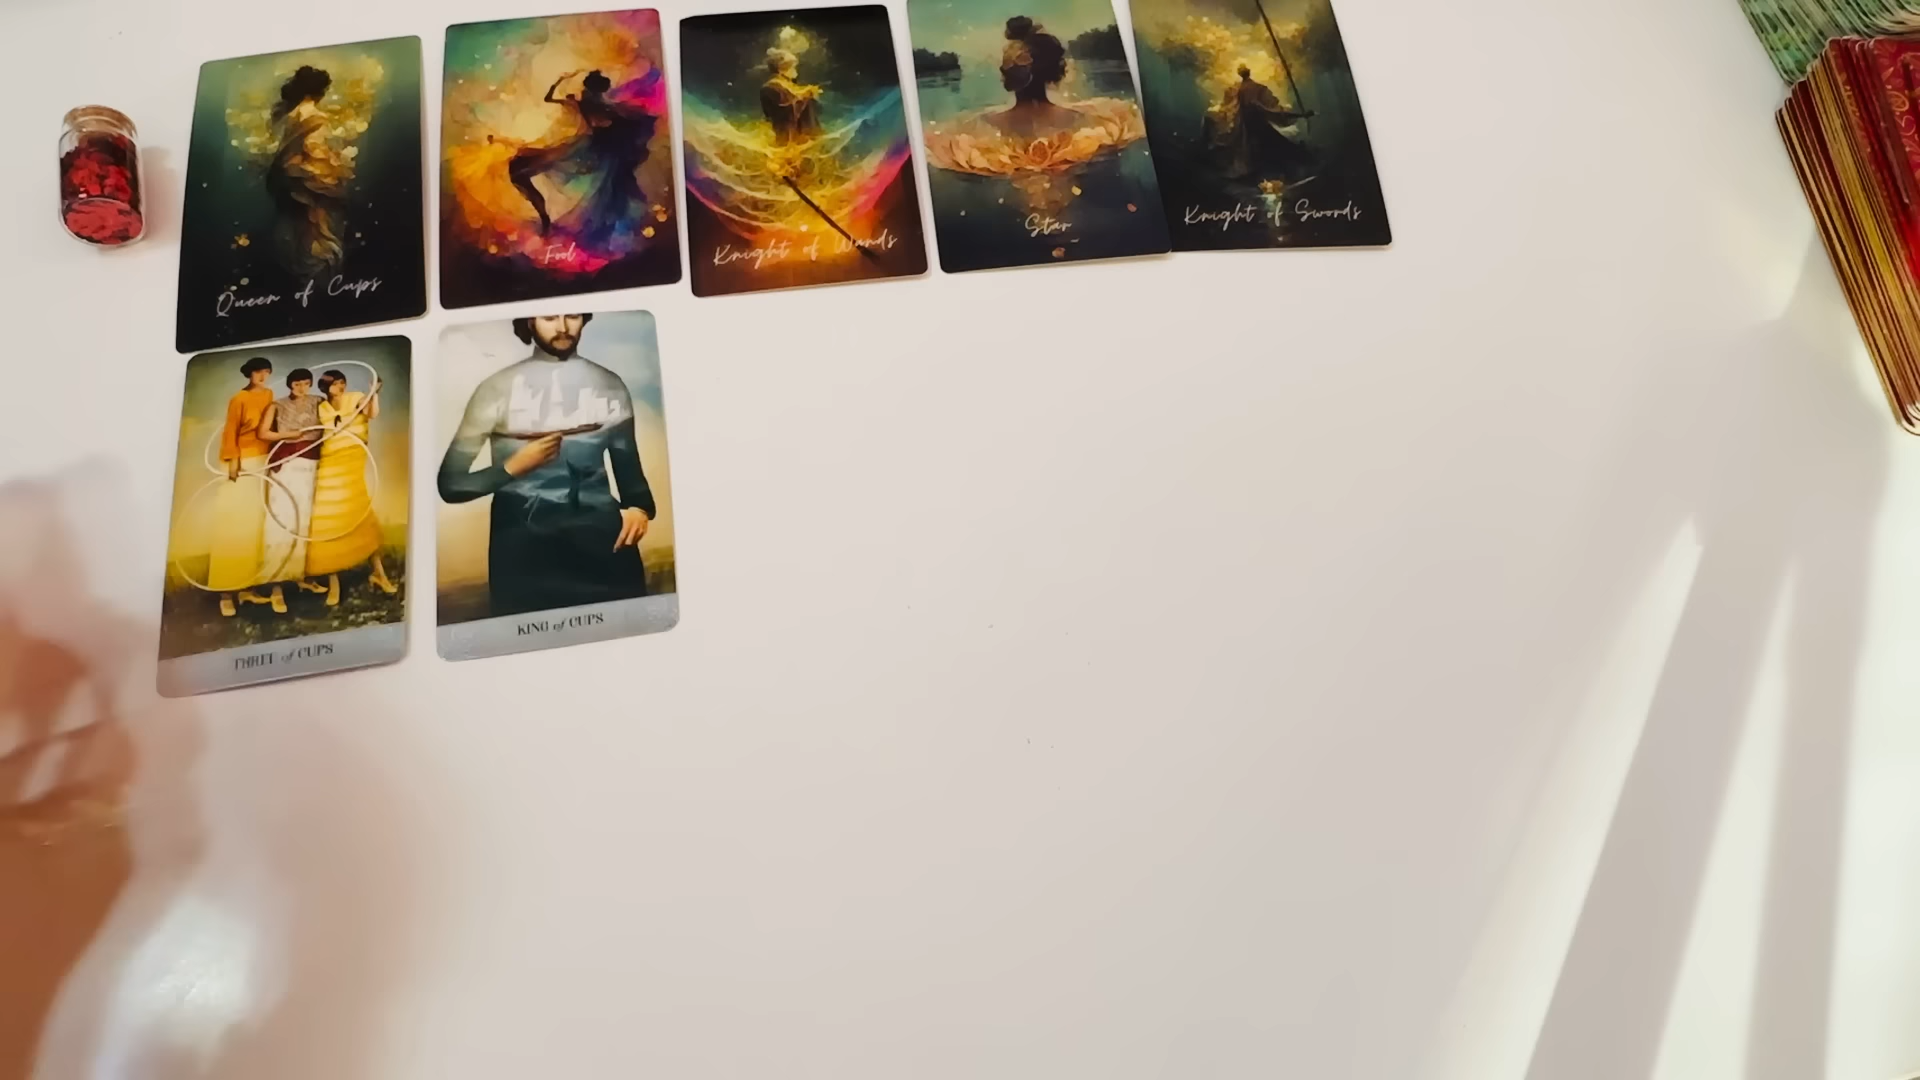 Queen of Cups
Fool
Knight of Wands
Star
Knight of Swords
THREE of CUPS
KING of CUPS